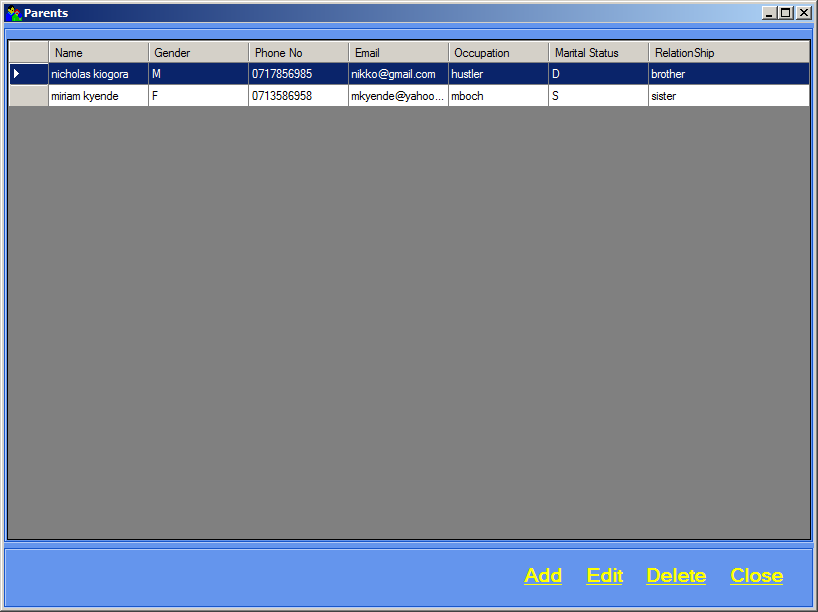 Parents
Name Gender Phone No Email Occupation Marital Status RelationShip
nicholas kiogora M 0717856985 nikko@gmail.com hustler D brother
miriam kyende F 0713586958 mkyende@yahoo... mboch S sister
Add Edit Delete Close